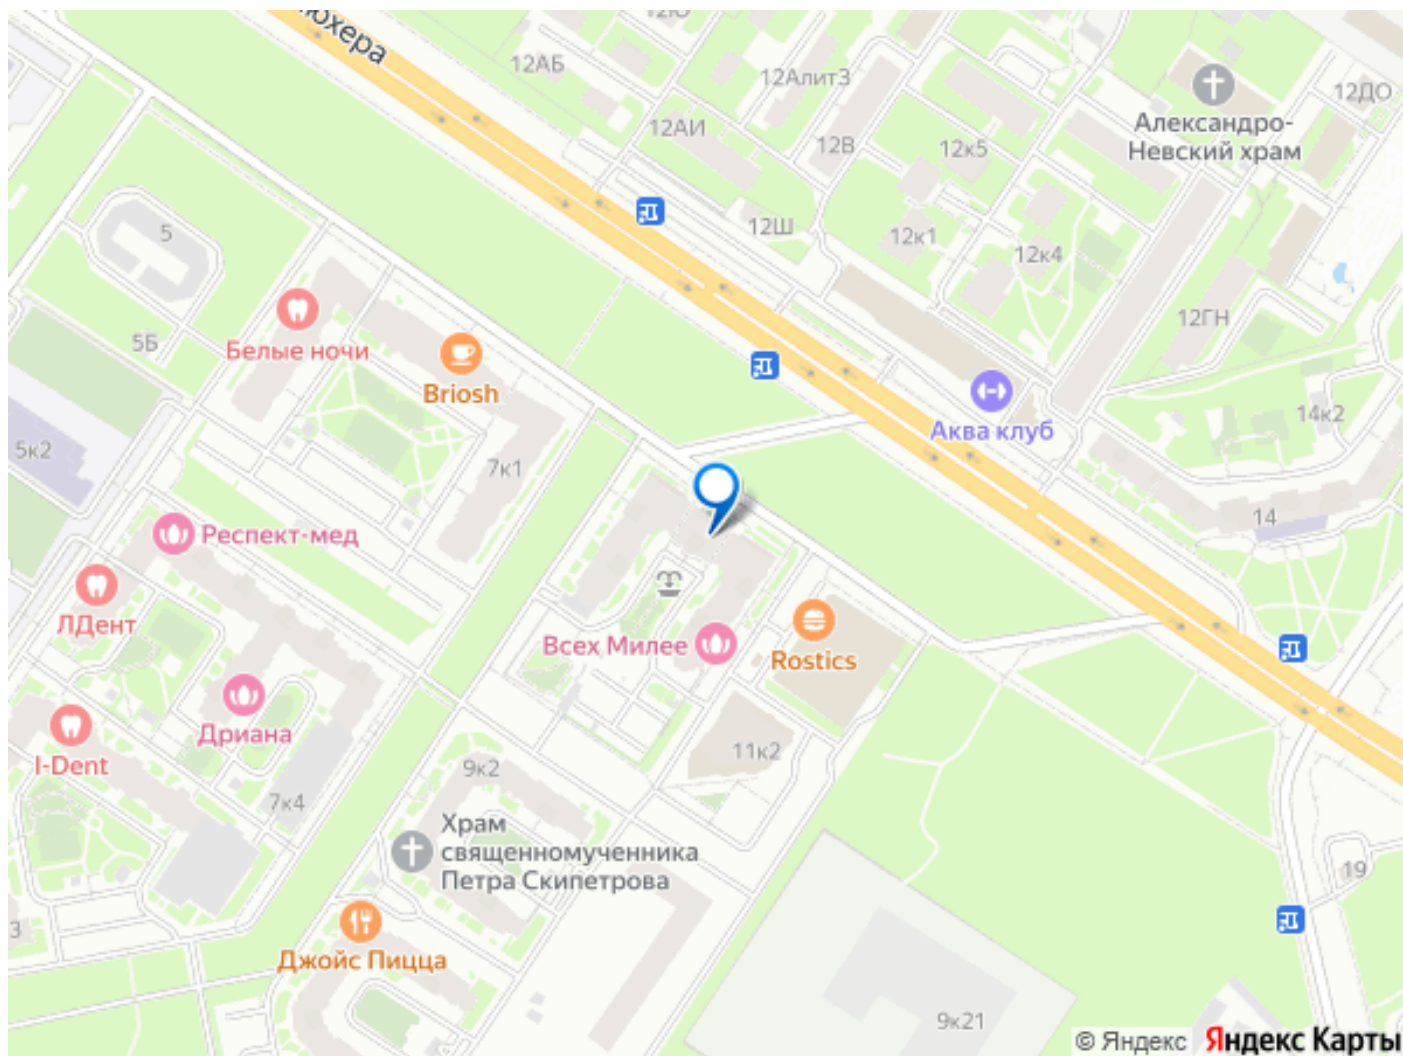 12АБ
12АлитЗ
12ДО
Александро-
Невский храм
12АИ
12В
12к5
5
12Ш
12к1
12к4
12ГН
5Б
Белые ночи
Briosh
Аква клуб
14к2
5к2
7к1
14
Респект-мед
ЛДент
Всех Милее
Rostics
Дриана
I-Dent
11к2
9к2
7к4
Храм
священномученника
Петра Скипетрова
19
3
Джойс Пицца
9к21
© Яндекс Яндекс Карты